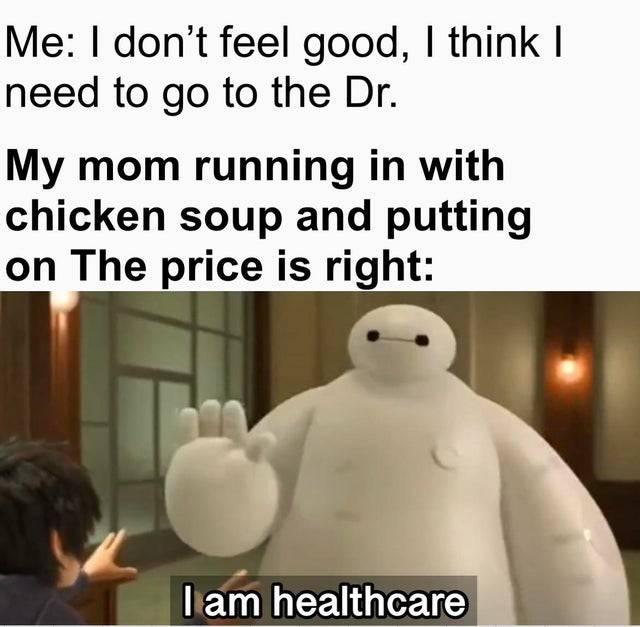 Me: I don’t feel good, I think I
need to go to the Dr.
My mom running in with
chicken soup and putting
on The price is right:
I am healthcare